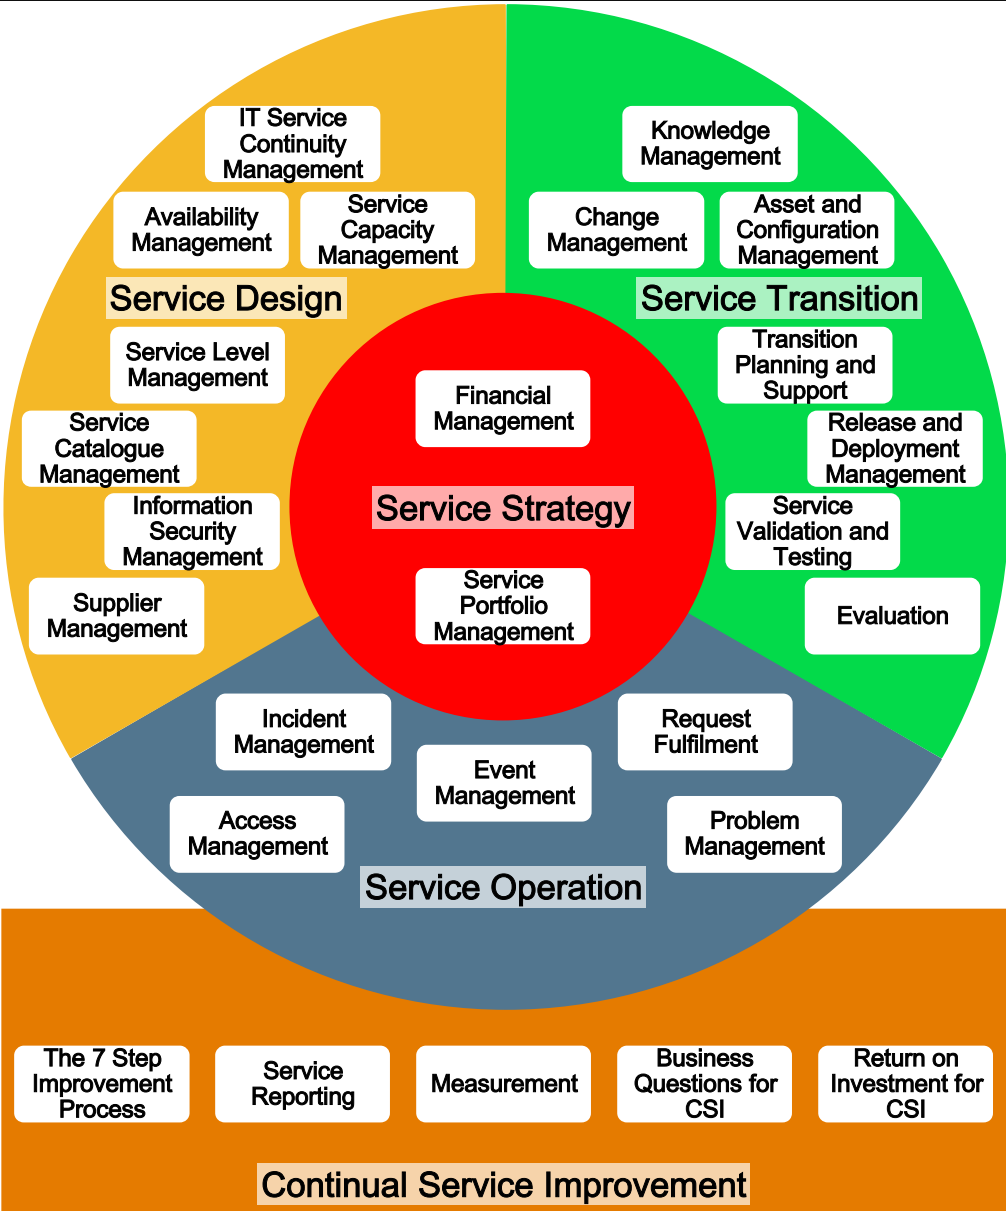 IT Service
Continuity
Management
Availability
Management
Service
Capacity
Management
Service Design
Service Level
Management
Service
Catalogue
Management
Information
Security
Management
Supplier
Management
Knowledge
Management
Change
Management
Asset and
Configuration
Management
Service Transition
Transition
Planning and
Support
Release and
Deployment
Management
Service
Validation and
Testing
Evaluation
Financial
Management
Service Strategy
Service
Portfolio
Management
Incident
Management
Request
Fulfilment
Event
Management
Access
Management
Problem
Management
Service Operation
The 7 Step
Improvement
Process
Service
Reporting
Measurement
Business
Questions for
CSI
Return on
Investment for
CSI
Continual Service Improvement